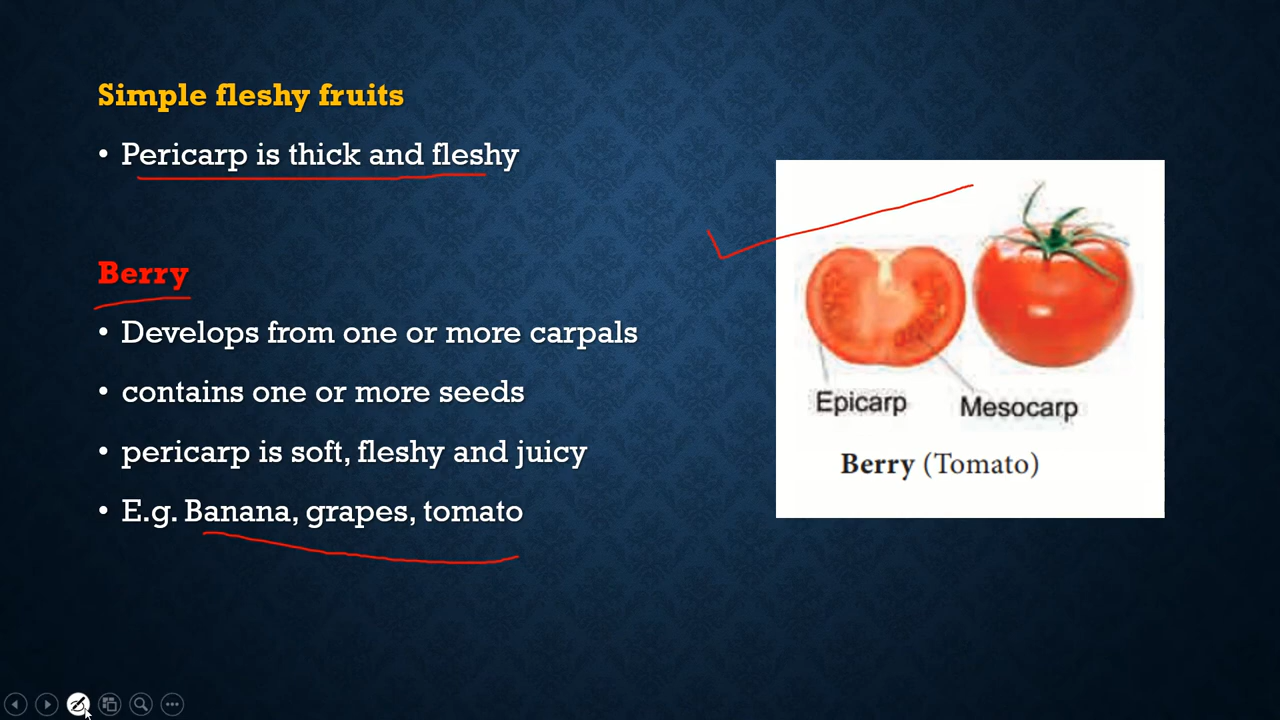 Simple fleshy fruits
• Pericarp is thick and fleshy
Berry
• Develops from one or more carpals
• contains one or more seeds
• pericarp is soft, fleshy and juicy
• E.g. Banana, grapes, tomato
Epicarp
Mesocarp
Berry (Tomato)